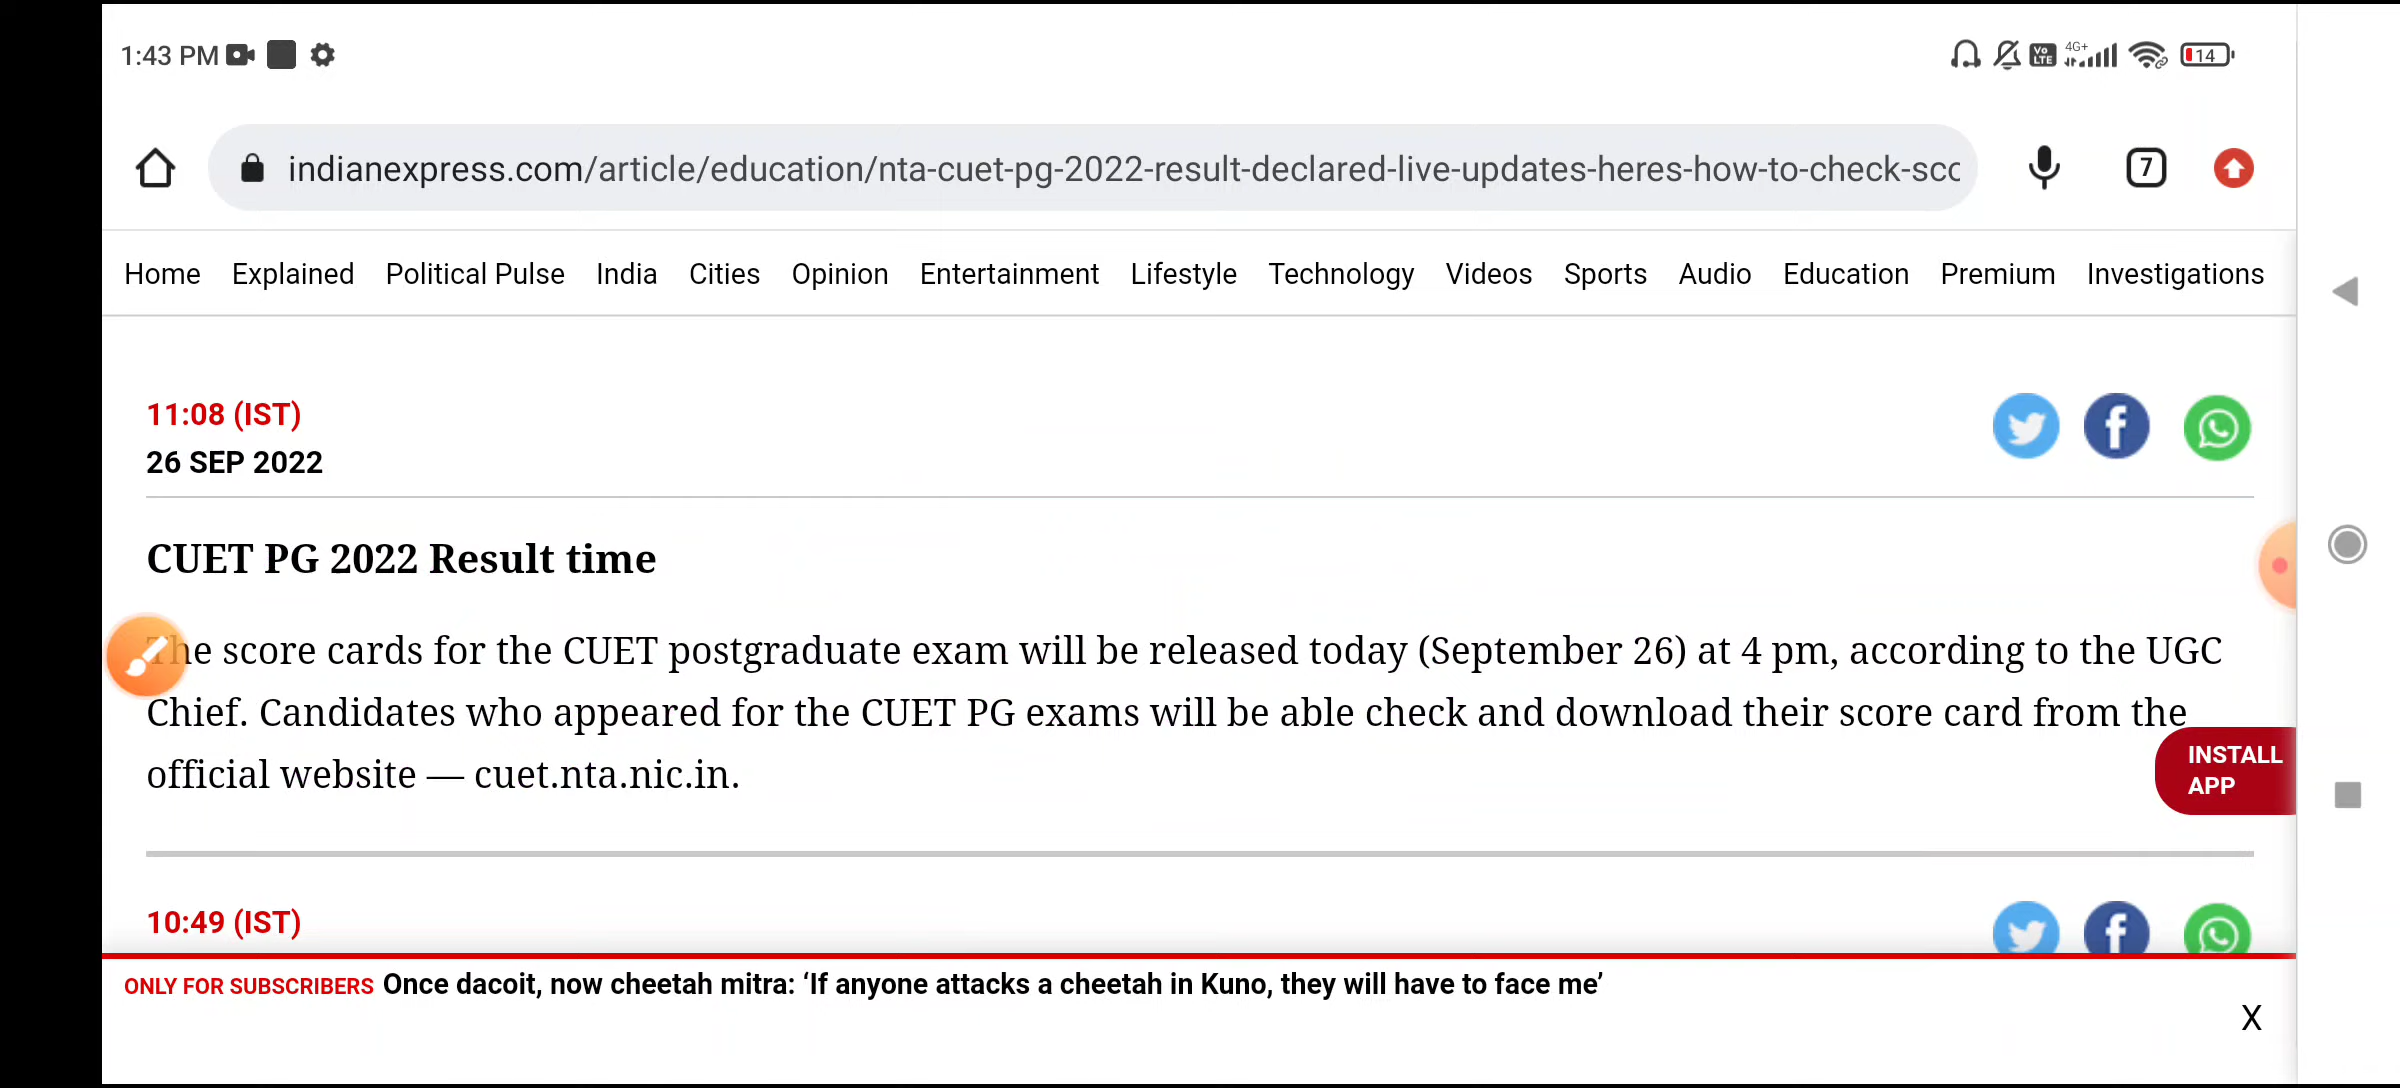 1:43 PM
Vo LTE 4G+ 14
indianexpress.com/article/education/nta-cuet-pg-2022-result-declared-live-updates-heres-how-to-check-scc
7
Home Explained Political Pulse India Cities Opinion Entertainment Lifestyle Technology Videos Sports Audio Education Premium Investigations
11:08 (IST)
26 SEP 2022
CUET PG 2022 Result time
The score cards for the CUET postgraduate exam will be released today (September 26) at 4 pm, according to the UGC
Chief. Candidates who appeared for the CUET PG exams will be able check and download their score card from the
official website — cuet.nta.nic.in.
INSTALL
APP
10:49 (IST)
ONLY FOR SUBSCRIBERS Once dacoit, now cheetah mitra: ‘If anyone attacks a cheetah in Kuno, they will have to face me’
X